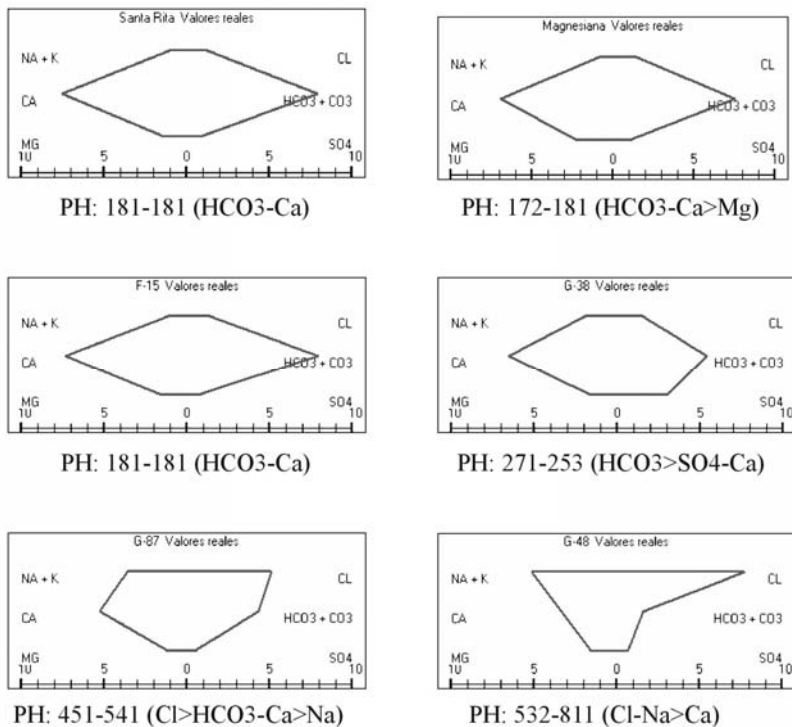 Santa Rita Valores reales
NA + K
CL
CA
HCO3 + CO3
MG
SO4
10 5 0 5 10
PH: 181-181 (HCO3-Ca)
Magnesiana Valores reales
NA + K
CL
CA
HCO3 + CO3
MG
SO4
10 5 0 5 10
PH: 172-181 (HCO3-Ca>Mg)
F-15 Valores reales
NA + K
CL
CA
HCO3 + CO3
MG
SO4
10 5 0 5 10
PH: 181-181 (HCO3-Ca)
G-38 Valores reales
NA + K
CL
CA
HCO3 + CO3
MG
SO4
10 5 0 5 10
PH: 271-253 (HCO3>SO4-Ca)
G-87 Valores reales
NA + K
CL
CA
HCO3 + CO3
MG
SO4
10 5 0 5 10
PH: 451-541 (Cl>HCO3-Ca>Na)
G-48 Valores reales
NA + K
CL
CA
HCO3 + CO3
MG
SO4
10 5 0 5 10
PH: 532-811 (Cl-Na>Ca)